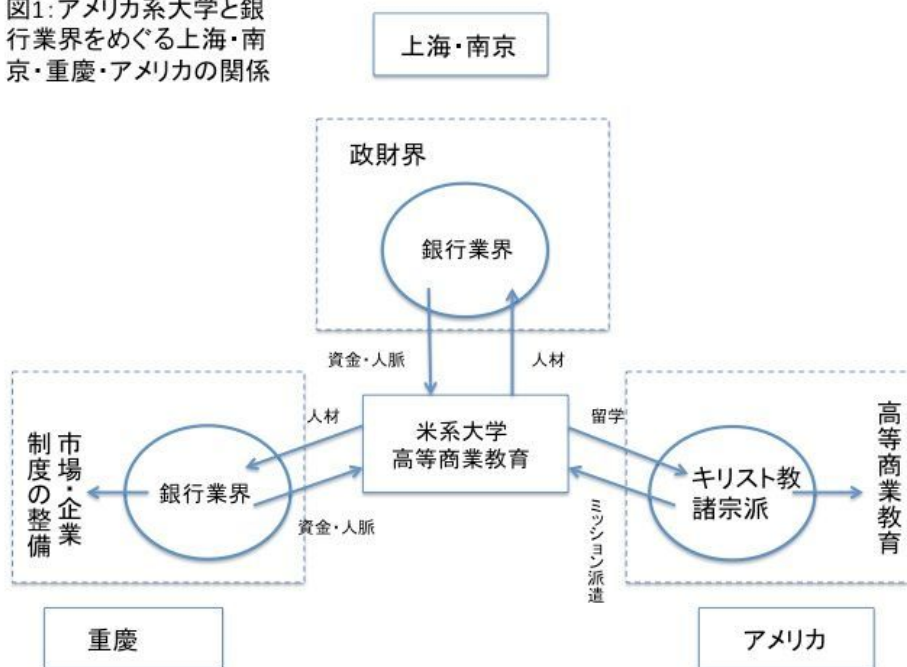 図1:アメリカ系大学と銀
行業界をめぐる上海・南
京・重慶・アメリカの関係
上海・南京
政財界
銀行業界
資金・人脈
人材
人材
米系大学
高等商業教育
留学
市場・企業
制度の整備
銀行業界
資金・人脈
ミッション派遣
キリスト教
諸宗派
高等商業教育
重慶
アメリカ